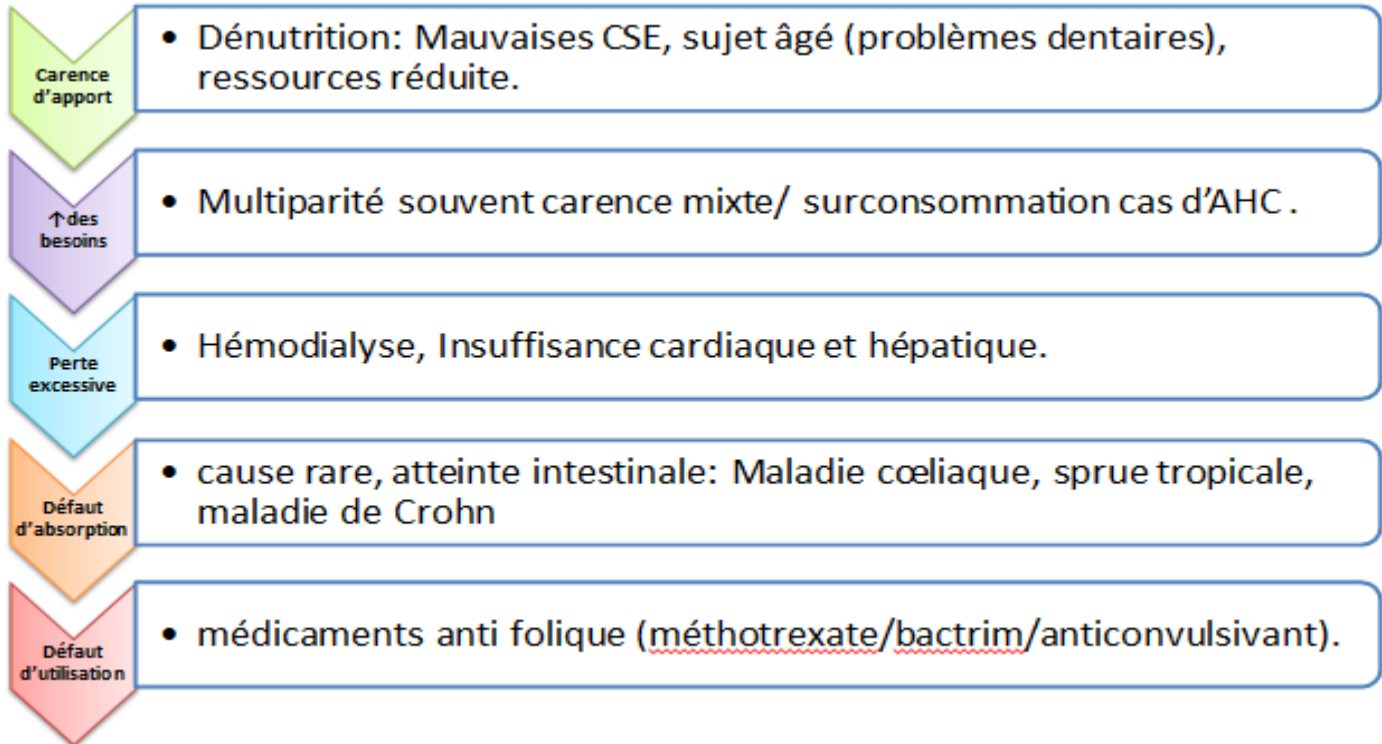 Carence
d'apport
• Dénutrition: Mauvaises CSE, sujet âgé (problèmes dentaires),
ressources réduite.
↑des
besoins
• Multiparité souvent carence mixte/ surconsommation cas d'AHC .
Perte
excessive
• Hémodialyse, Insuffisance cardiaque et hépatique.
Défaut
d'absorption
• cause rare, atteinte intestinale: Maladie cœliaque, sprue tropicale,
maladie de Crohn
Défaut
d'utilisation
• médicaments anti folique (méthotrexate/bactrim/anticonvulsivant).